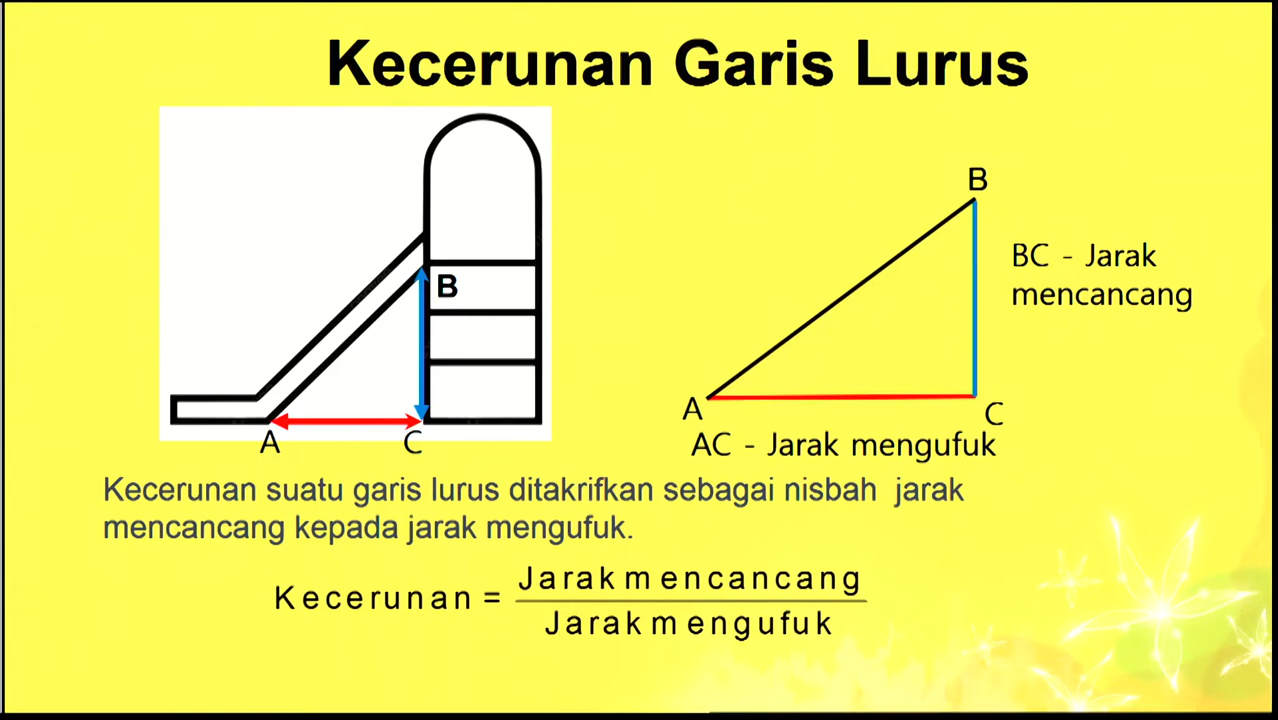 Kecerunan Garis Lurus
B
A
C
B
BC - Jarak
mencancang
A
C
AC - Jarak mengufuk
Kecerunan suatu garis lurus ditakrifkan sebagai nisbah jarak
mencancang kepada jarak mengufuk.
Kecerunan = Jarak mencancang
Jarak mengufuk